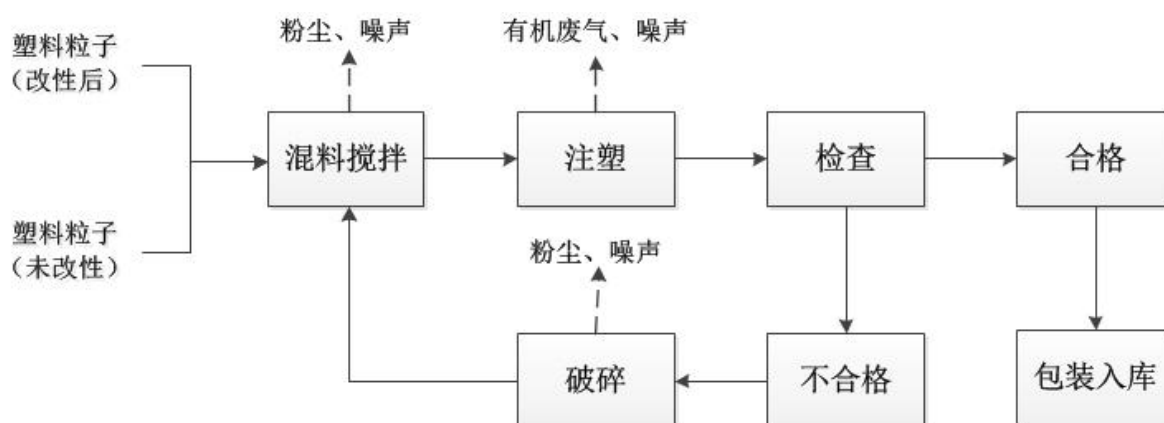 粉尘、噪声
有机废气、噪声
塑料粒子
（改性后）
混料搅拌
注塑
检查
合格
塑料粒子
（未改性）
粉尘、噪声
破碎
不合格
包装入库